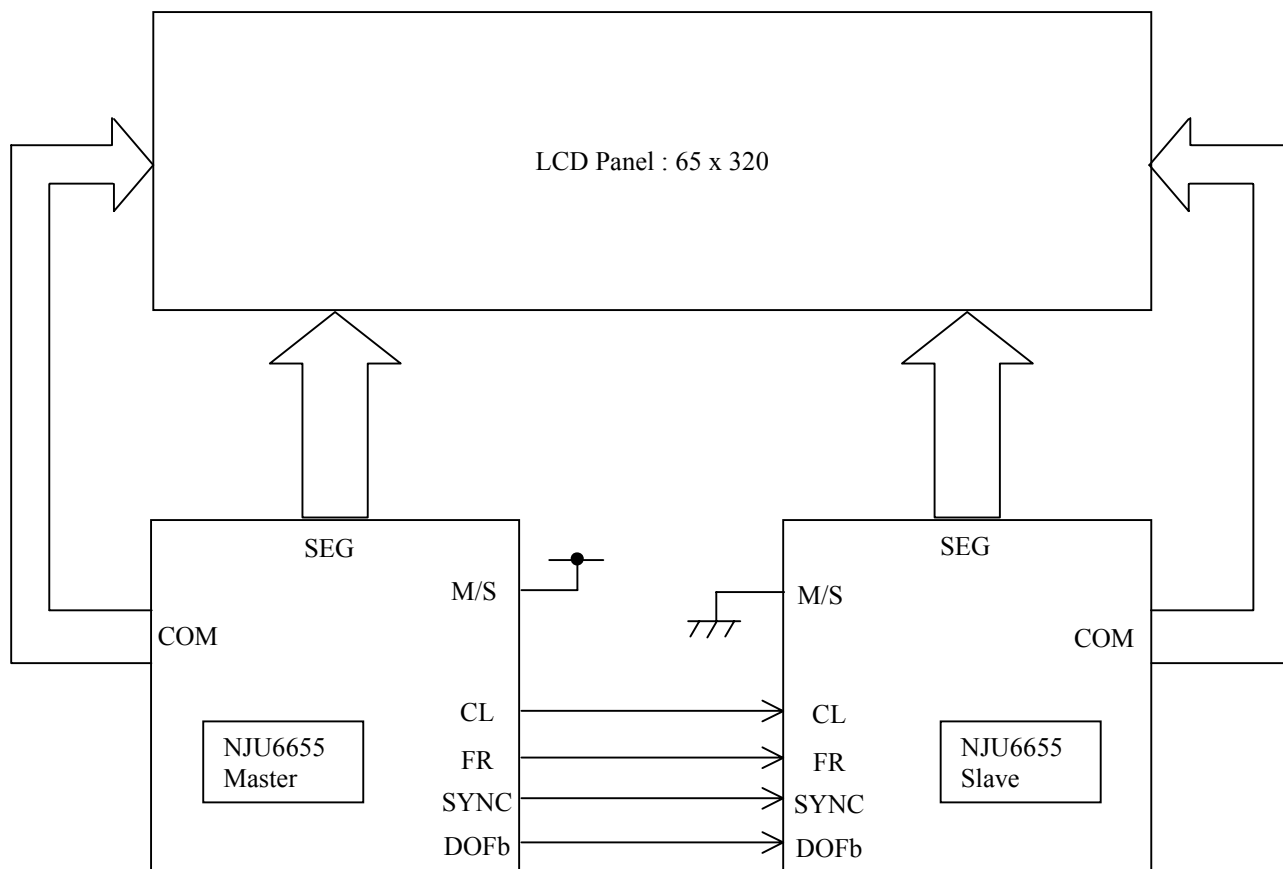 LCD Panel : 65 x 320
SEG
M/S
COM
CL
FR
SYNC
DOFb
NJU6655
Master
SEG
M/S
COM
CL
FR
SYNC
DOFb
NJU6655
Slave